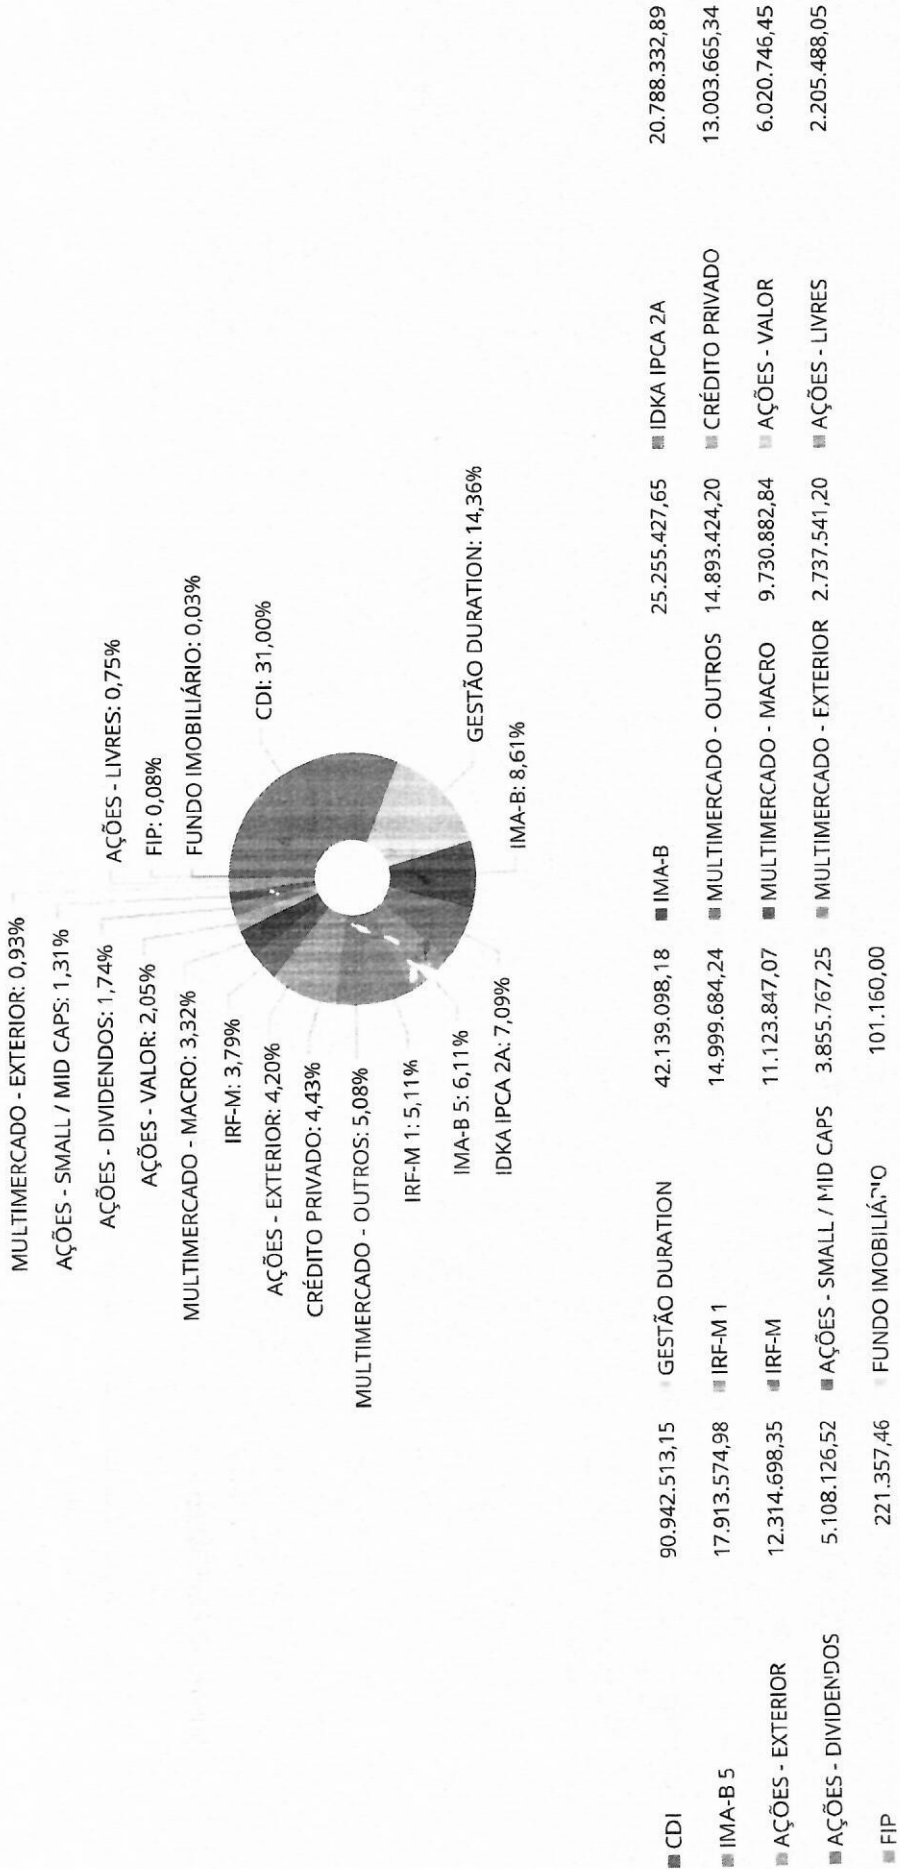 MULTIMERCADO - EXTERIOR: 0,93%
AÇÕES - SMALL / MID CAPS: 1,31%
AÇÕES - DIVIDENDOS: 1,74%
AÇÕES - VALOR: 2,05%
MULTIMERCADO - MACRO: 3,32%
IRF-M: 3,79%
AÇÕES - EXTERIOR: 4,20%
CRÉDITO PRIVADO: 4,43%
MULTIMERCADO - OUTROS: 5,08%
IRF-M 1: 5,11%
IMA-B 5: 6,11%
IDKA IPCA 2A: 7,09%
AÇÕES - LIVRES: 0,75%
FIP: 0,08%
FUNDO IMOBILIÁRIO: 0,03%
CDI: 31,00%
GESTÃO DURATION: 14,36%
IMA-B: 8,61%
CDI 90.942.513,15 GESTÃO DURATION 42.139.098,18 IMA-B 25.255.427,65 IDKA IPCA 2A 20.788.332,89
IMA-B 5 17.913.574,98 IRF-M 1 14.999.684,24 MULTIMERCADO - OUTROS 14.893.424,20 CRÉDITO PRIVADO 13.003.665,34
AÇÕES - EXTERIOR 12.314.698,35 IRF-M 11.123.847,07 MULTIMERCADO - MACRO 9.730.882,84 AÇÕES - VALOR 6.020.746,45
AÇÕES - DIVIDENDOS 5.108.126,52 AÇÕES - SMALL / MID CAPS 3.855.767,25 MULTIMERCADO - EXTERIOR 2.737.541,20 AÇÕES - LIVRES 2.205.488,05
FIP 221.357,46 FUNDO IMOBILIÁRIO 101.160,00